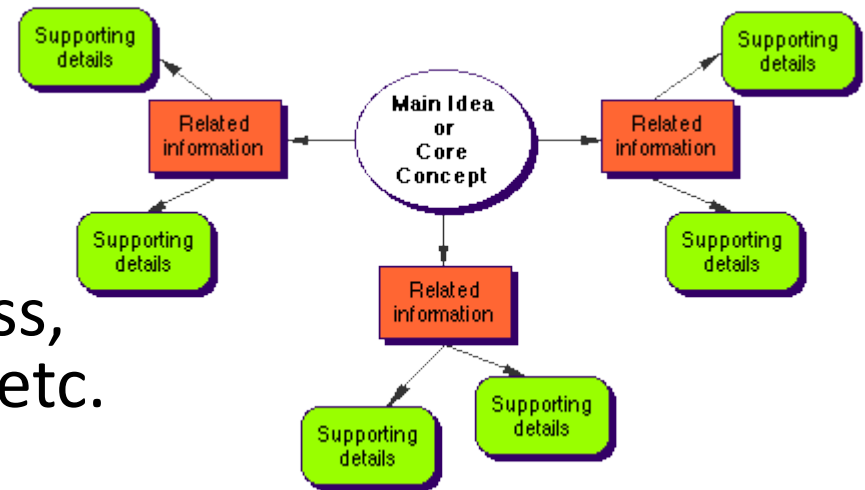 Supporting
details
Supporting
details
Main Idea
or
Core
Concept
Related
information
Related
information
Supporting
details
Supporting
details
Related
information
ss,
etc.
Supporting
details
Supporting
details